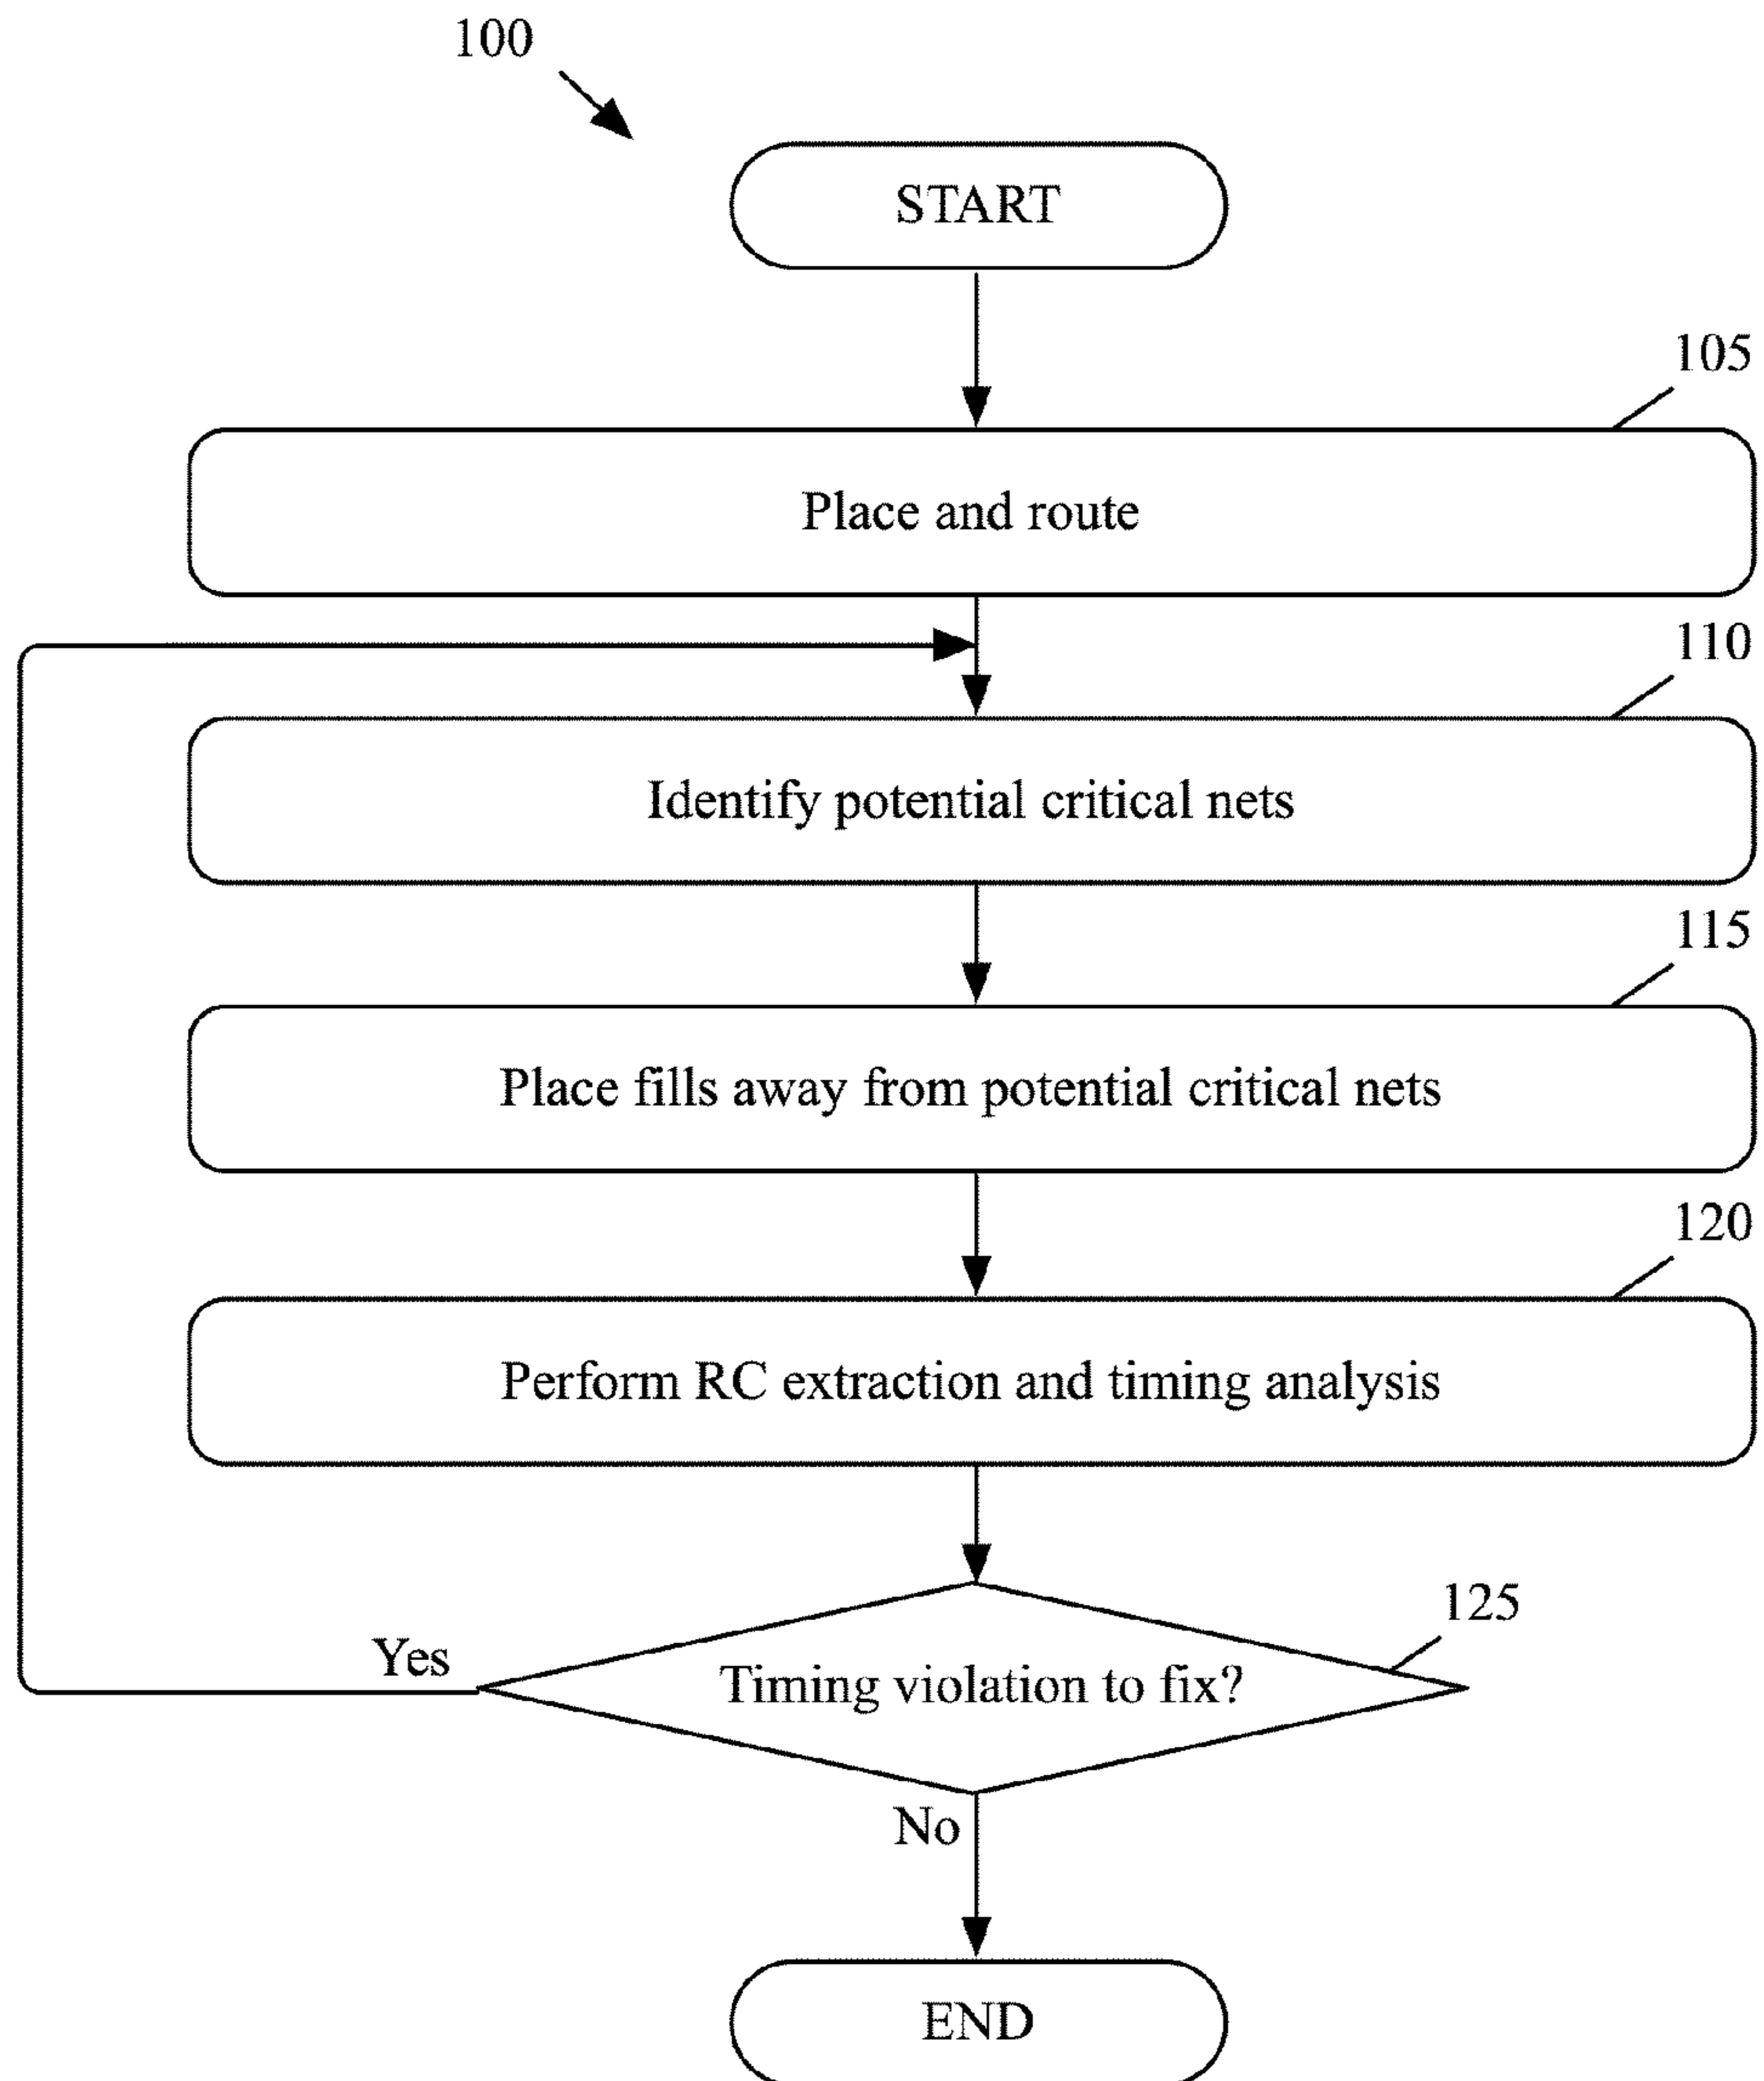 100
START
105
Place and route
110
Identify potential critical nets
115
Place fills away from potential critical nets
120
Perform RC extraction and timing analysis
125
Timing violation to fix?
Yes
No
END